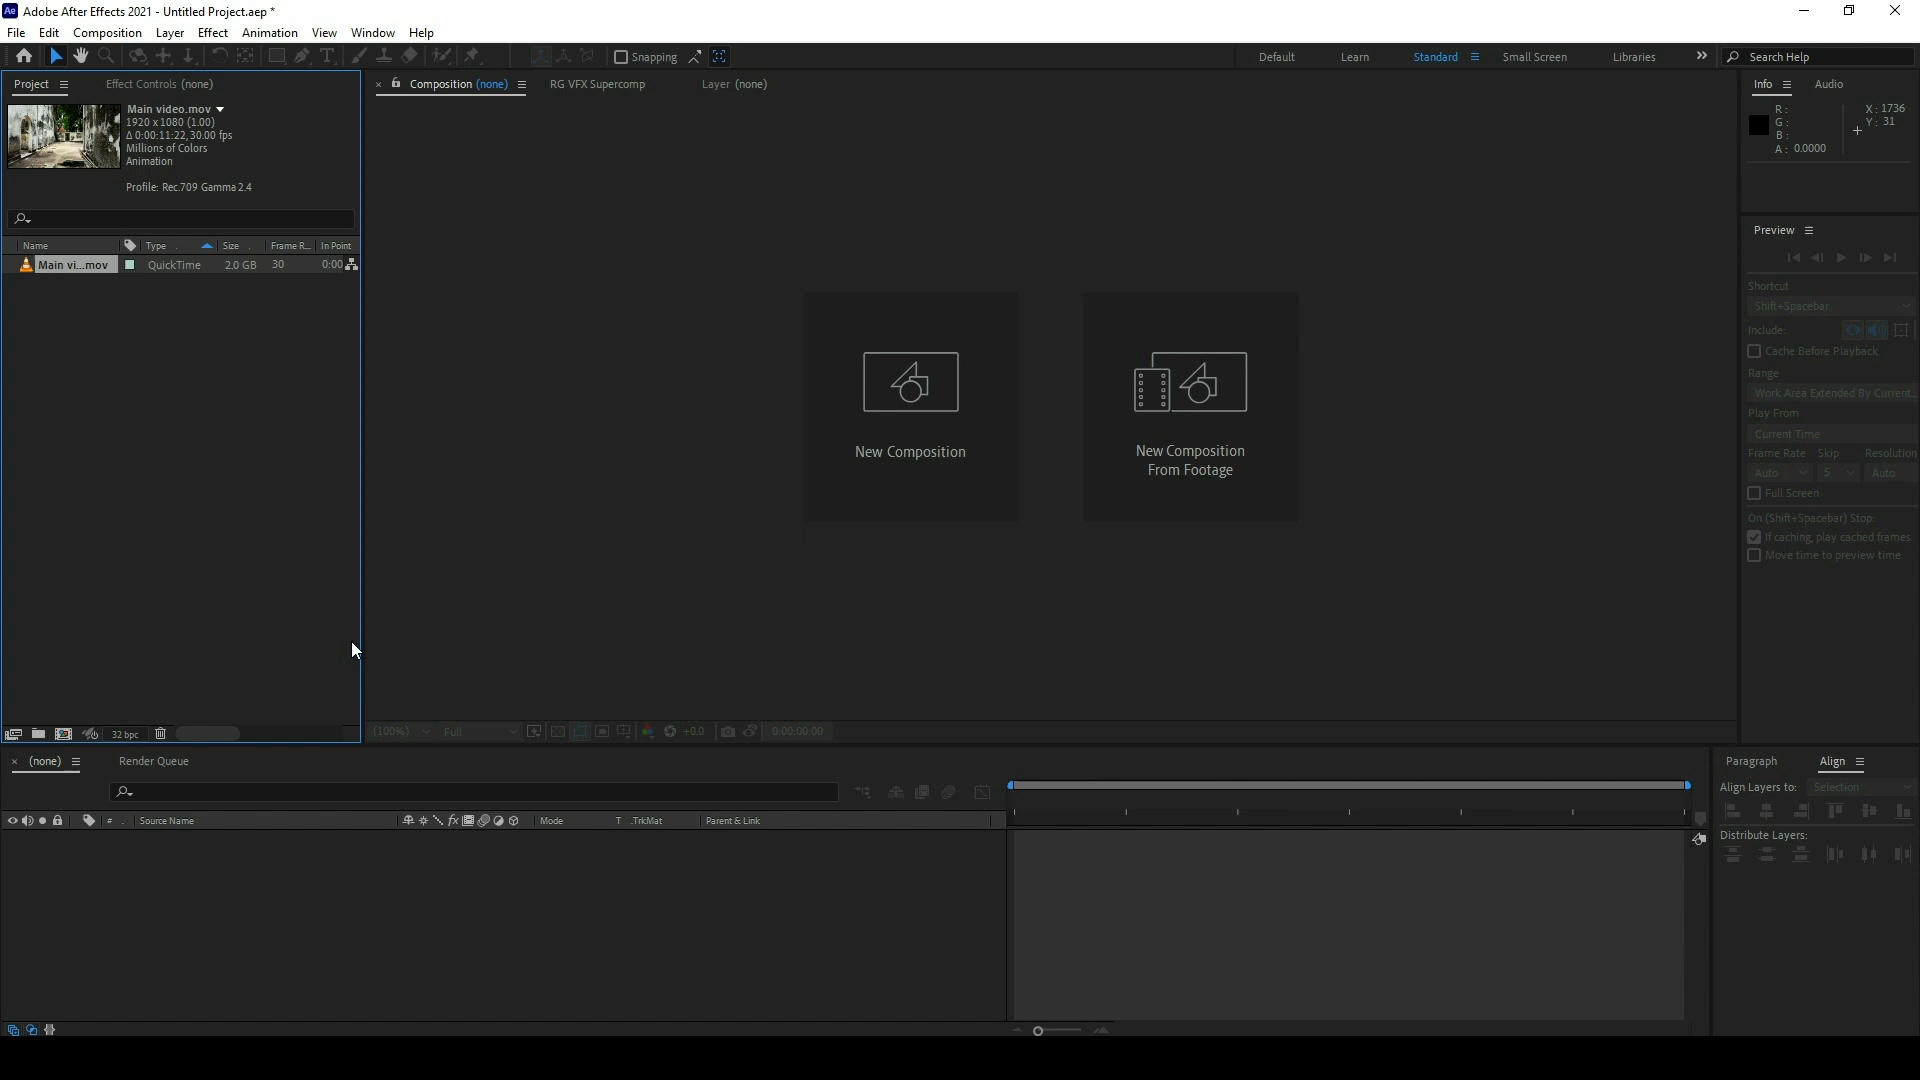 Ae Adobe After Effects 2021 - Untitled Project.aep *
File Edit Composition Layer Effect Animation View Window Help
Snapping Default Learn Standard Small Screen Libraries Search Help
Project Effect Controls (none) Composition (none) RG VFX Supercomp Layer (none) Info Audio
Main video.mov
1920 x 1080 (1.00)
Δ 0:00:11:22, 30.00 fps
Millions of Colors
Animation
Profile: Rec.709 Gamma 2.4
R:
G:
B:
A: 0.0000
X: 1736
Y: 31
Name Type Size Frame R... In Point
Main vi...mov QuickTime 2.0 GB 30 0:00
New Composition
New Composition
From Footage
Preview
Shortcut
Shift+Spacebar
Include:
Cache Before Playback
Range
Work Area Extended By Current...
Play From
Current Time
Frame Rate Skip Resolution
Auto 5 Auto
Full Screen
On (Shift+Spacebar) Stop:
If caching, play cached frames
Move time to preview time
32 bpc
(100%) Full +0.0 0:00:00:00
(none) Render Queue
# Source Name fx Mode T .TrkMat Parent & Link
Paragraph Align
Align Layers to: Selection
Distribute Layers: